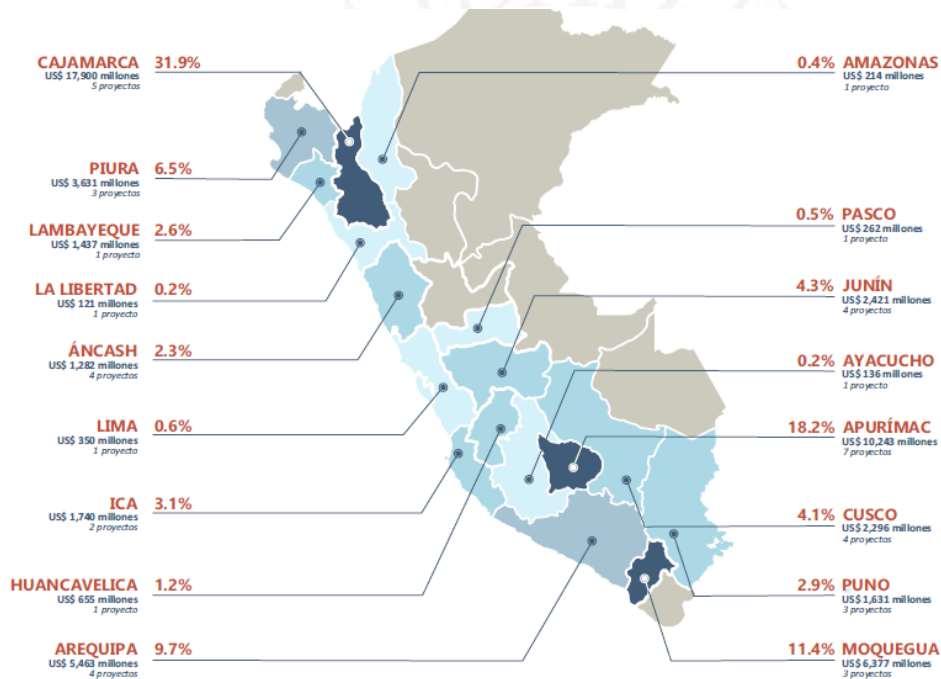 CAJAMARCA 31.9%
US$ 17,900 millones
5 proyectos
PIURA 6.5%
US$ 3,631 millones
3 proyectos
LAMBAYEQUE 2.6%
US$ 1,437 millones
1 proyecto
LA LIBERTAD 0.2%
US$ 121 millones
1 proyecto
ÁNCASH 2.3%
US$ 1,282 millones
4 proyectos
LIMA 0.6%
US$ 350 millones
1 proyecto
ICA 3.1%
US$ 1,740 millones
2 proyectos
HUANCAVELICA 1.2%
US$ 655 millones
1 proyecto
AREQUIPA 9.7%
US$ 5,463 millones
4 proyectos
0.4% AMAZONAS
US$ 214 millones
1 proyecto
0.5% PASCO
US$ 262 millones
1 proyecto
4.3% JUNÍN
US$ 2,421 millones
4 proyectos
0.2% AYACUCHO
US$ 136 millones
1 proyecto
18.2% APURÍMAC
US$ 10,243 millones
7 proyectos
4.1% CUSCO
US$ 2,296 millones
4 proyectos
2.9% PUNO
US$ 1,631 millones
3 proyectos
11.4% MOQUEGUA
US$ 6,377 millones
3 proyectos